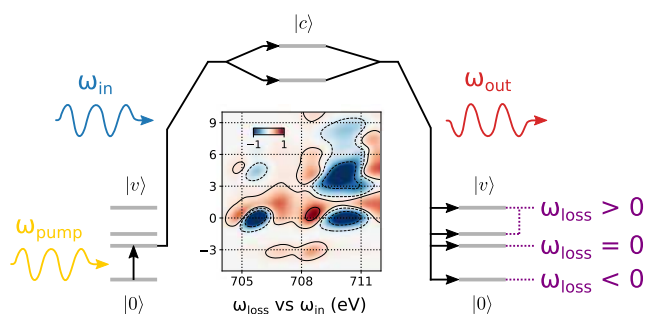 |c⟩
ω_in
ω_out
9
6
3
0
−3
−1 1
705 708 711
ω_loss vs ω_in (eV)
|v⟩
ω_pump
|0⟩
|v⟩
ω_loss > 0
ω_loss = 0
ω_loss < 0
|0⟩